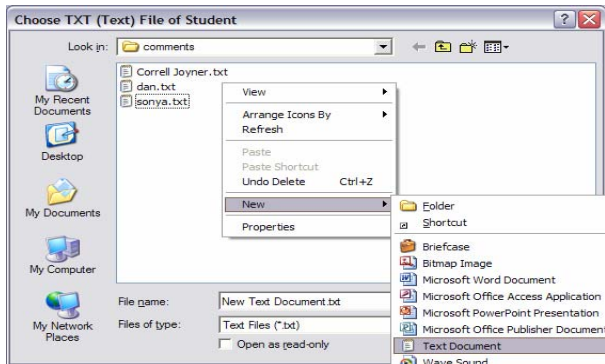 Choose TXT (Text) File of Student
Look in:
comments
My Recent
Documents
Desktop
My Documents
My Computer
My Network
Places
Correll Joyner.txt
dan.txt
sonya.txt
View
Arrange Icons By
Refresh
Paste
Paste Shortcut
Undo Delete Ctrl+Z
New
Properties
Folder
Shortcut
Briefcase
Bitmap Image
Microsoft Word Document
Microsoft Office Access Application
Microsoft PowerPoint Presentation
Microsoft Office Publisher Document
Text Document
Wave Sound
File name:
New Text Document.txt
Files of type:
Text Files (*.txt)
Open as read-only